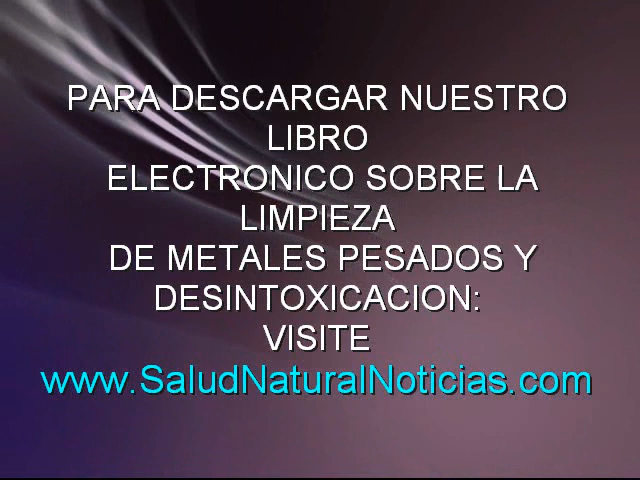 PARA DESCARGAR NUESTRO
LIBRO
ELECTRONICO SOBRE LA
LIMPIEZA
DE METALES PESADOS Y
DESINTOXICACION:
VISITE
www.SaludNaturalNoticias.com